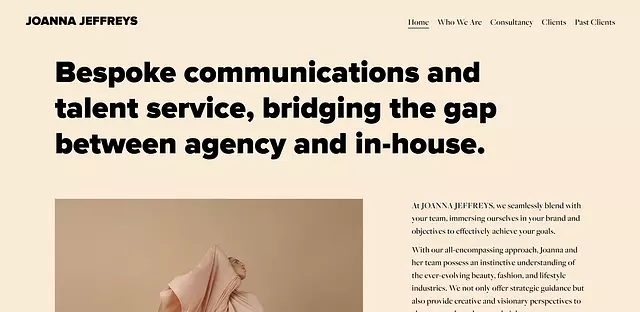 JOANNA JEFFREYS
Home Who We Are Consultancy Clients Past Clients
Bespoke communications and
talent service, bridging the gap
between agency and in-house.
At JOANNA JEFFREYS, we seamlessly blend with
your team, immersing ourselves in your brand and
objectives to effectively achieve your goals.
With our all-encompassing approach, Joanna and
her team possess an instinctive understanding of
the ever-evolving beauty, fashion, and lifestyle
industries. We not only offer strategic guidance but
also provide creative and visionary perspectives to